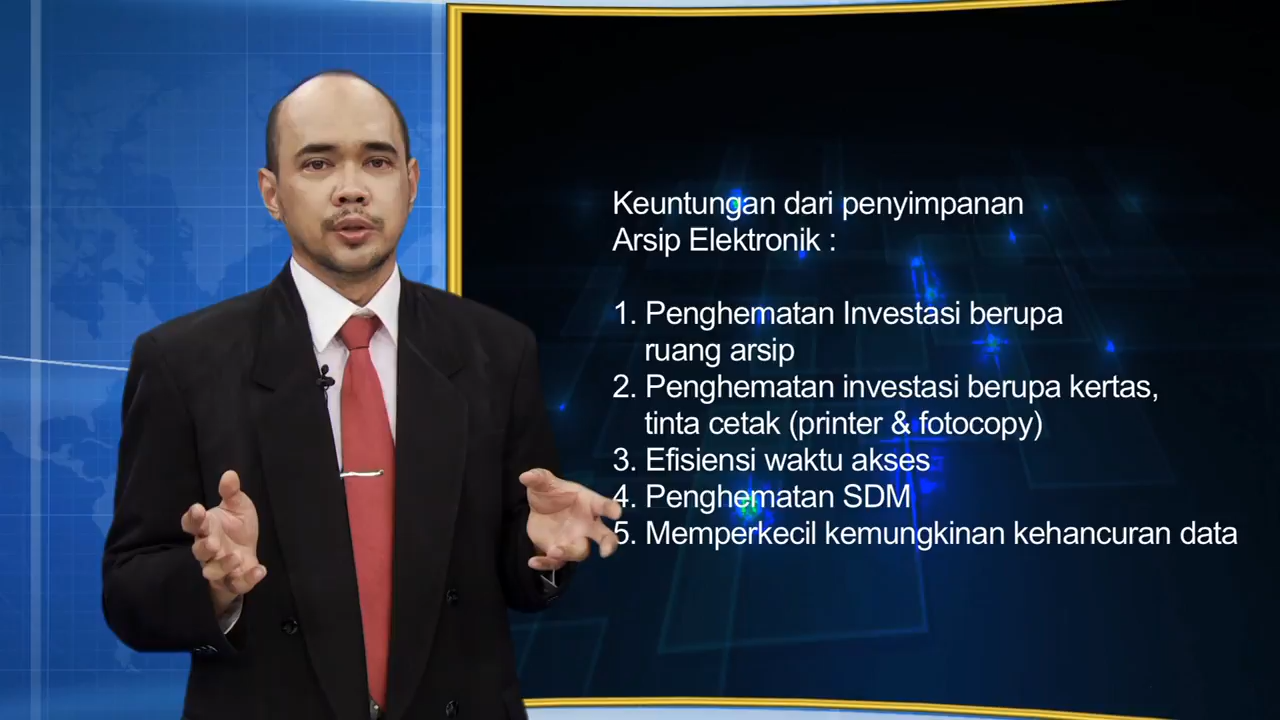 Keuntungan dari penyimpanan
Arsip Elektronik :
1. Penghematan Investasi berupa
ruang arsip
2. Penghematan investasi berupa kertas,
tinta cetak (printer & fotocopy)
3. Efisiensi waktu akses
4. Penghematan SDM
5. Memperkecil kemungkinan kehancuran data